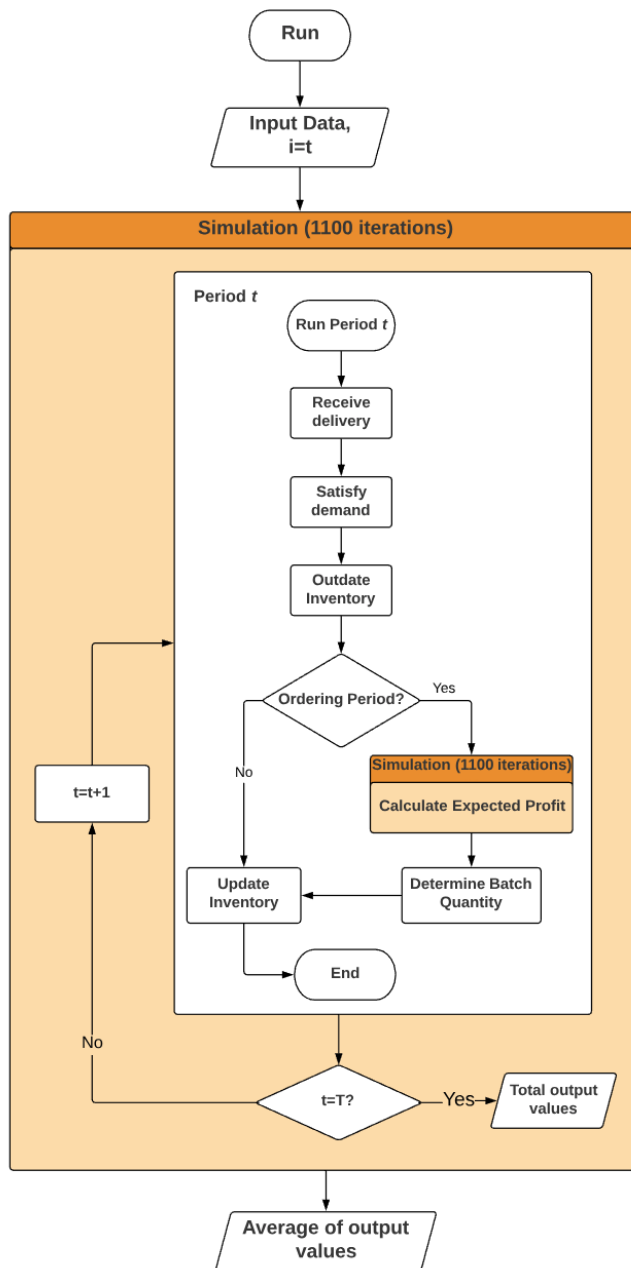 Run
Input Data,
i=t
Simulation (1100 iterations)
Period t
Run Period t
Receive
delivery
Satisfy
demand
Outdate
Inventory
Ordering Period?
Yes
No
Simulation (1100 iterations)
Calculate Expected Profit
t=t+1
Update
Inventory
Determine Batch
Quantity
End
No
t=T?
Yes
Total output
values
Average of output
values